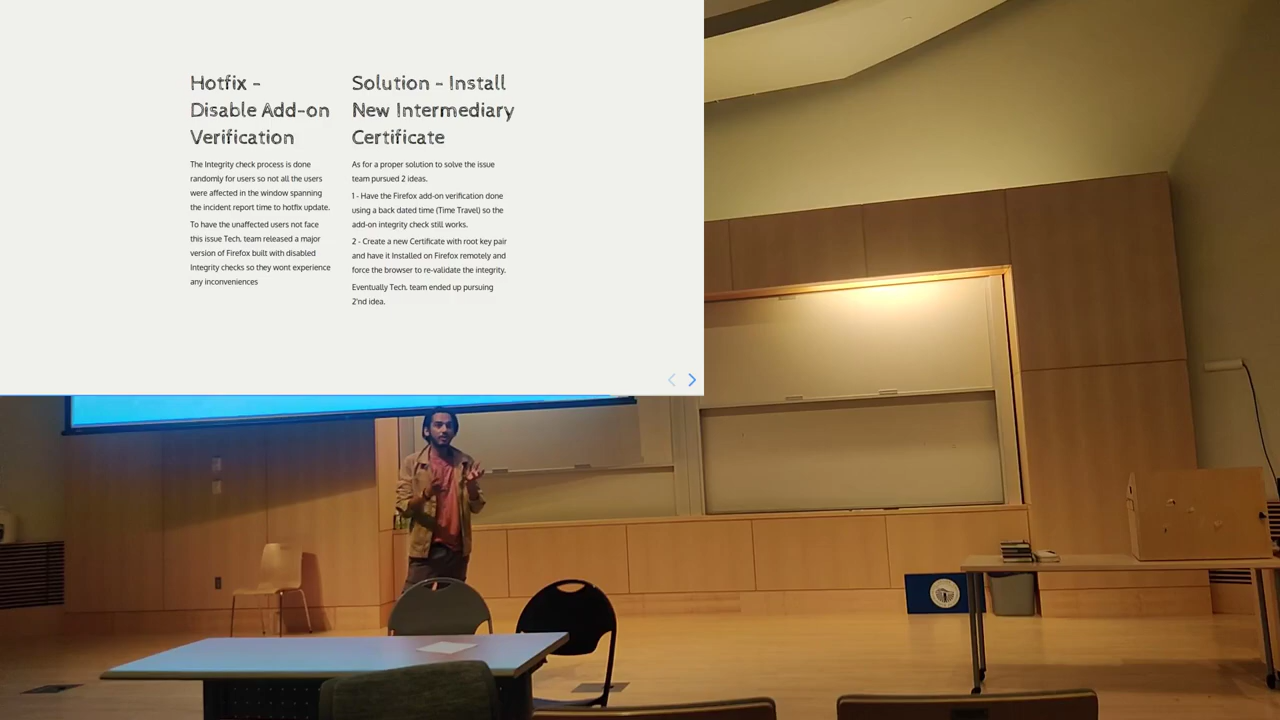 Hotfix -
Disable Add-on
Verification
The Integrity check process is done
randomly for users so not all the users
were affected in the window spanning
the incident report time to hotfix update.
To have the unaffected users not face
this issue Tech. team released a major
version of Firefox built with disabled
Integrity checks so they wont experience
any inconveniences
Solution - Install
New Intermediary
Certificate
As for a proper solution to solve the issue
team pursued 2 ideas.
1 - Have the Firefox add-on verification done
using a back dated time (Time Travel) so the
add-on integrity check still works.
2 - Create a new Certificate with root key pair
and have it Installed on Firefox remotely and
force the browser to re-validate the integrity.
Eventually Tech. team ended up pursuing
2'nd idea.